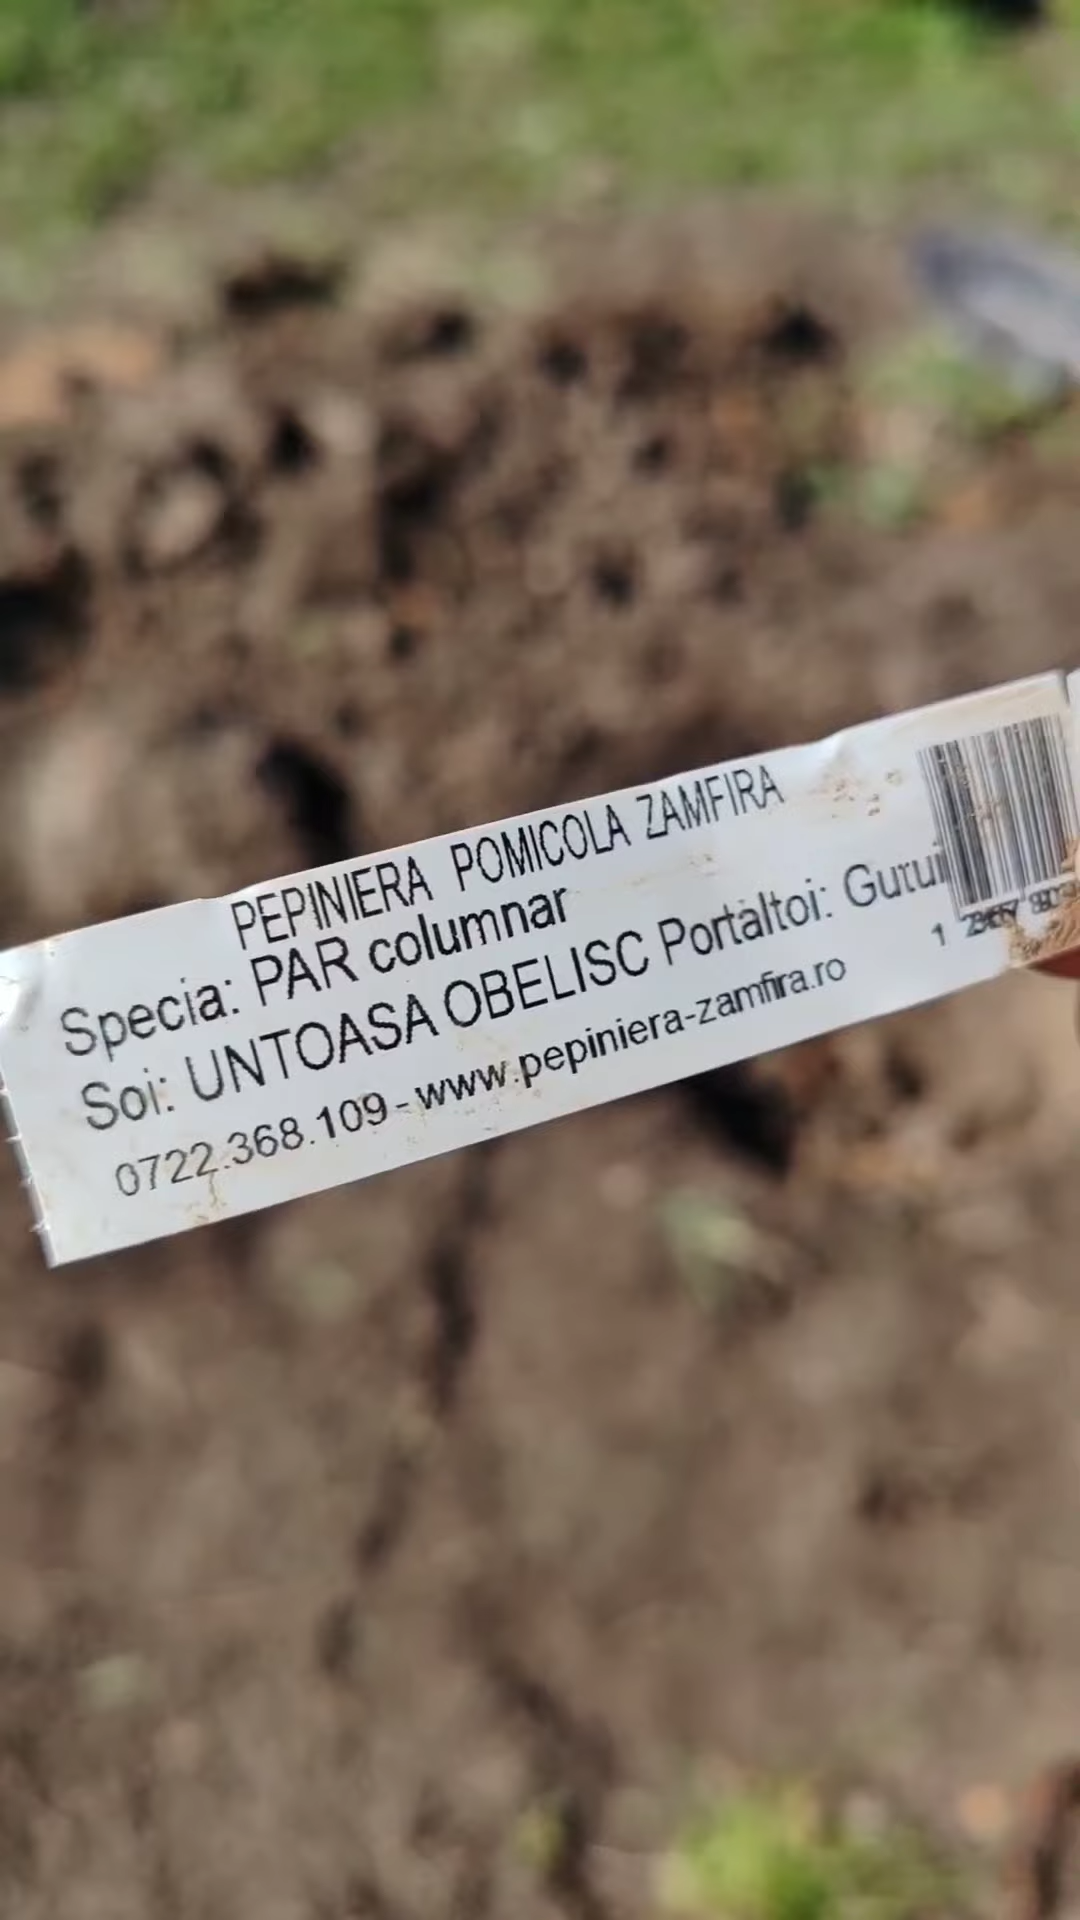 PEPINIERA POMICOLA ZAMFIRA
Specia: PAR columnar
Soi: UNTOASA OBELISC Portaltoi: Gutui
0722.368.109 - www.pepiniera-zamfira.ro